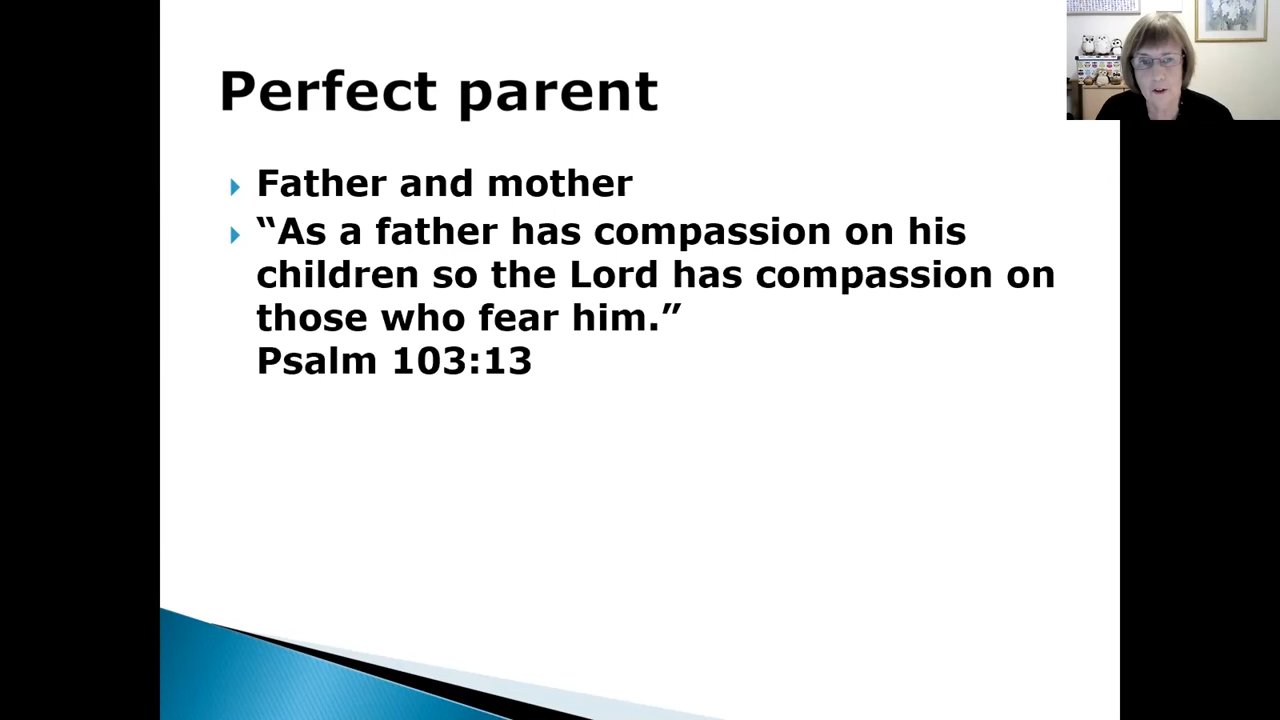 Perfect parent
Father and mother
“As a father has compassion on his
children so the Lord has compassion on
those who fear him.”
Psalm 103:13